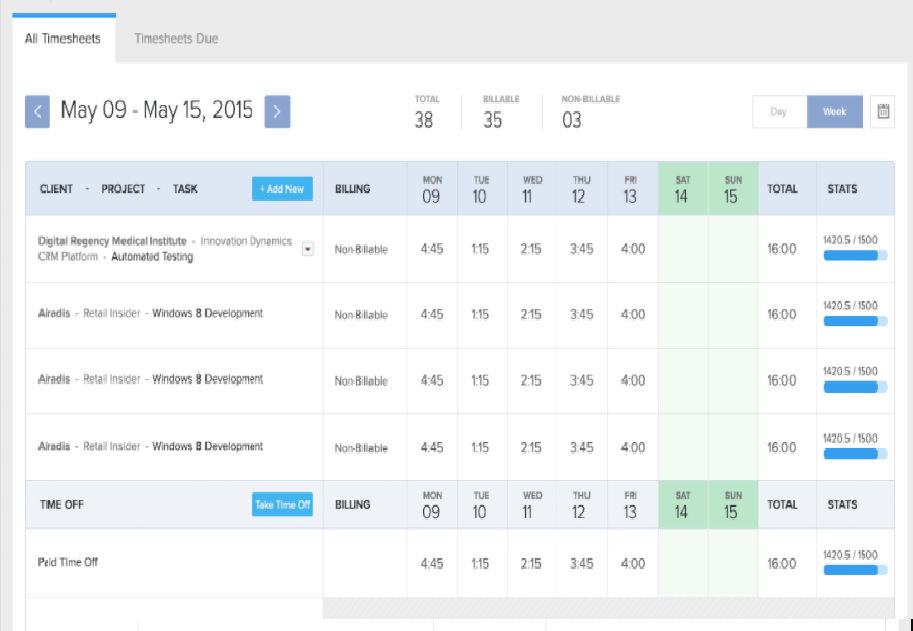 All Timesheets Timesheets Due
May 09 - May 15, 2015
TOTAL BILLABLE NON-BILLABLE
38 35 03
Day Week
CLIENT - PROJECT - TASK + Add New BILLING MON 09 TUE 10 WED 11 THU 12 FRI 13 SAT 14 SUN 15 TOTAL STATS
Digital Regency Medical Institute - Innovation Dynamics
CRM Platform - Automated Testing
Non-Billable 4:45 1:15 2:15 3:45 4:00 16:00 1420.5 / 1500
Airadis - Retail Insider - Windows 8 Development Non-Billable 4:45 1:15 2:15 3:45 4:00 16:00 1420.5 / 1500
Airadis - Retail Insider - Windows 8 Development Non-Billable 4:45 1:15 2:15 3:45 4:00 16:00 1420.5 / 1500
Airadis - Retail Insider - Windows 8 Development Non-Billable 4:45 1:15 2:15 3:45 4:00 16:00 1420.5 / 1500
TIME OFF Take Time Off BILLING MON 09 TUE 10 WED 11 THU 12 FRI 13 SAT 14 SUN 15 TOTAL STATS
Paid Time Off 4:45 1:15 2:15 3:45 4:00 16:00 1420.5 / 1500